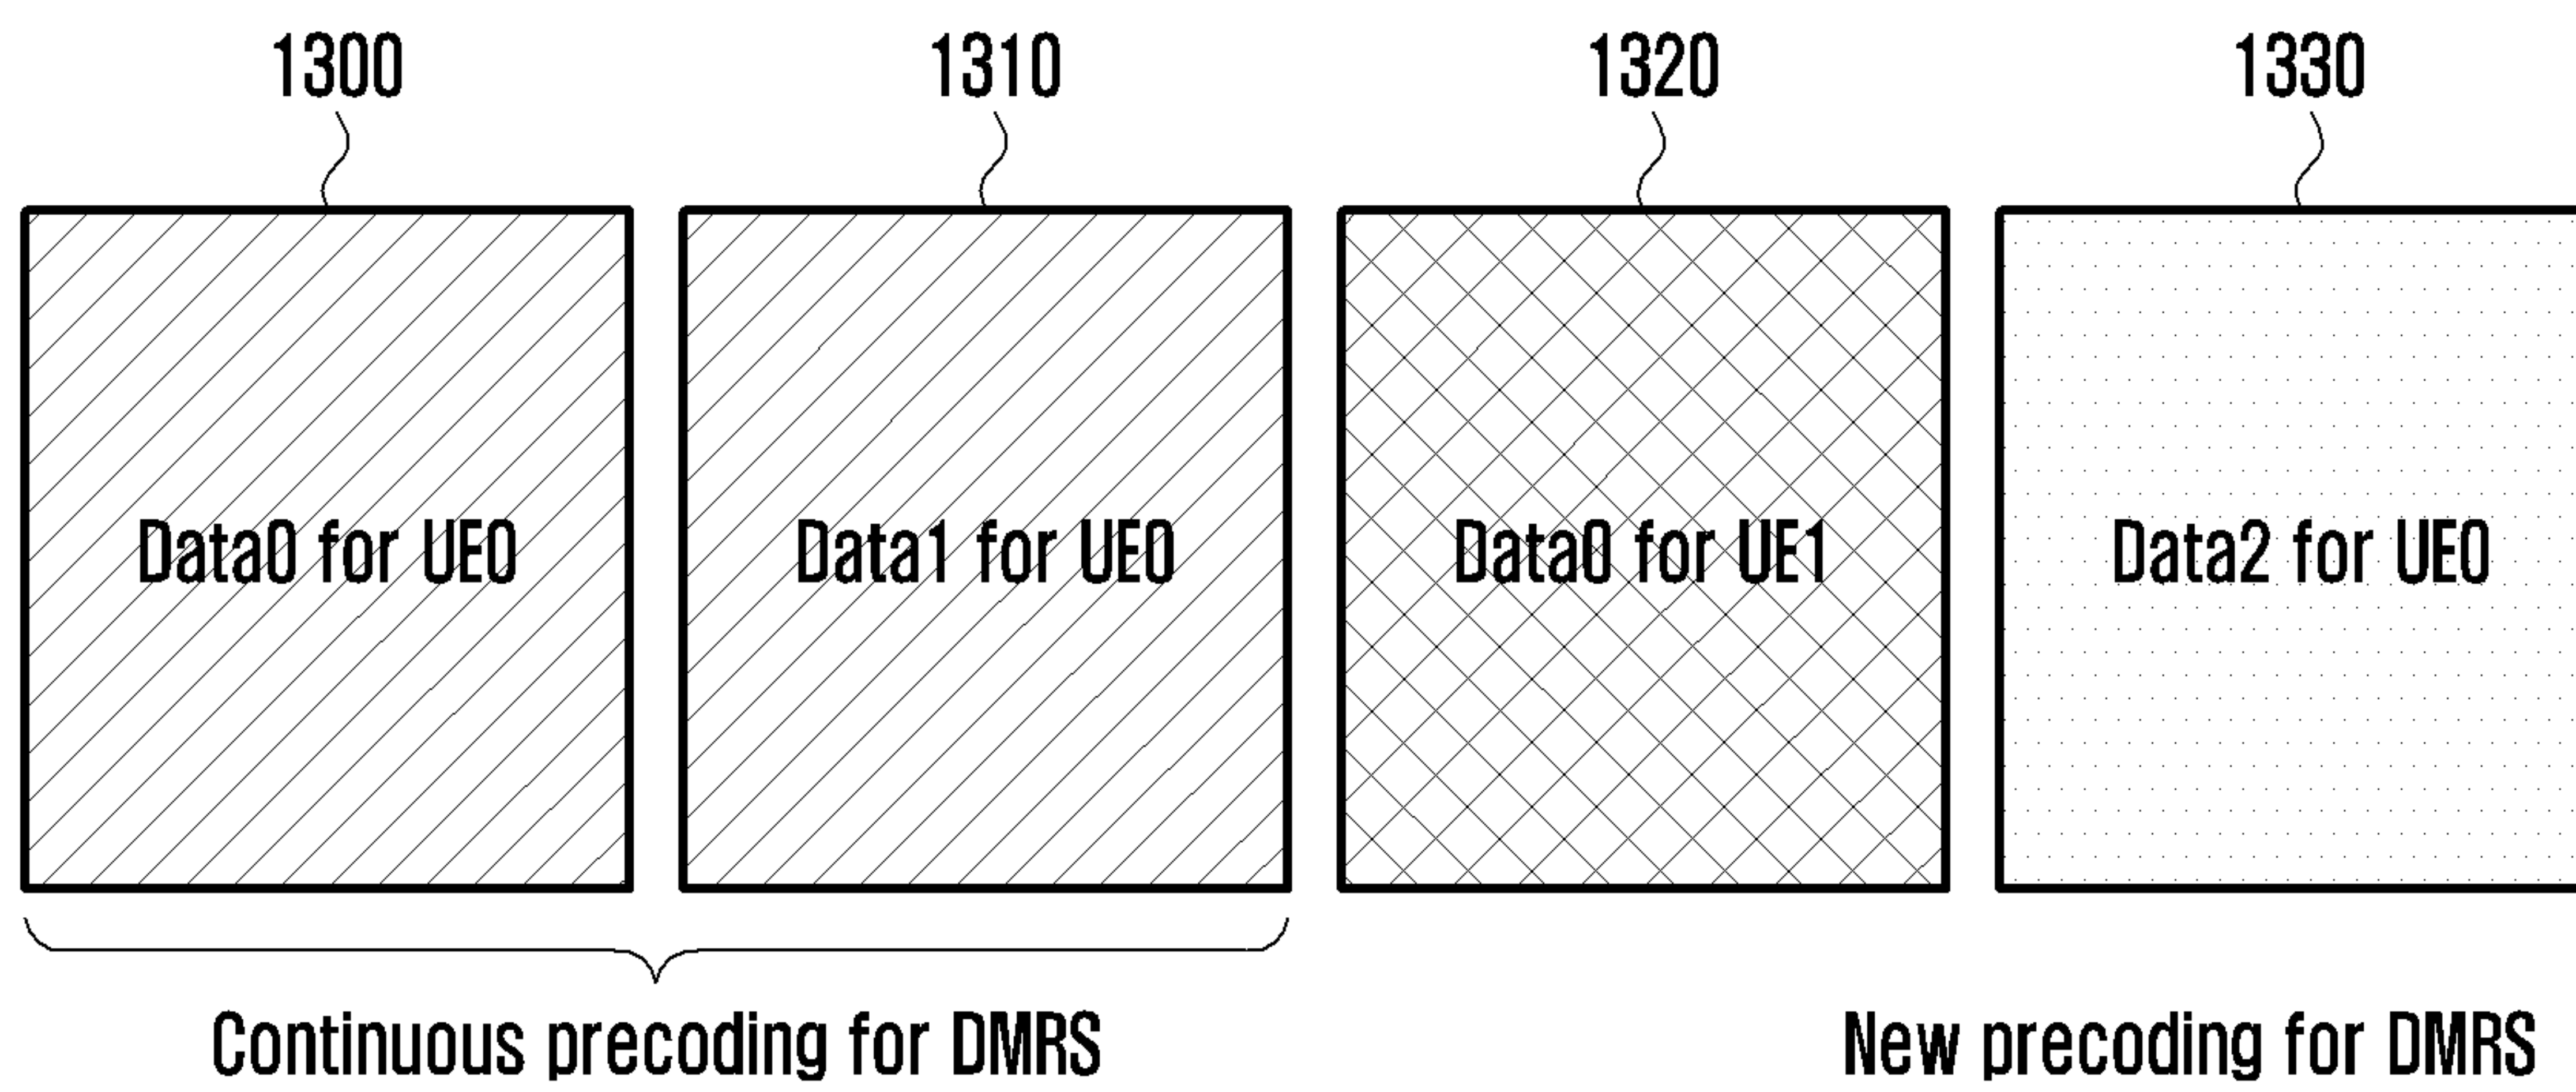 1300 1310 1320 1330
Data0 for UE0 Data1 for UE0 Data0 for UE1 Data2 for UE0
Continuous precoding for DMRS New precoding for DMRS